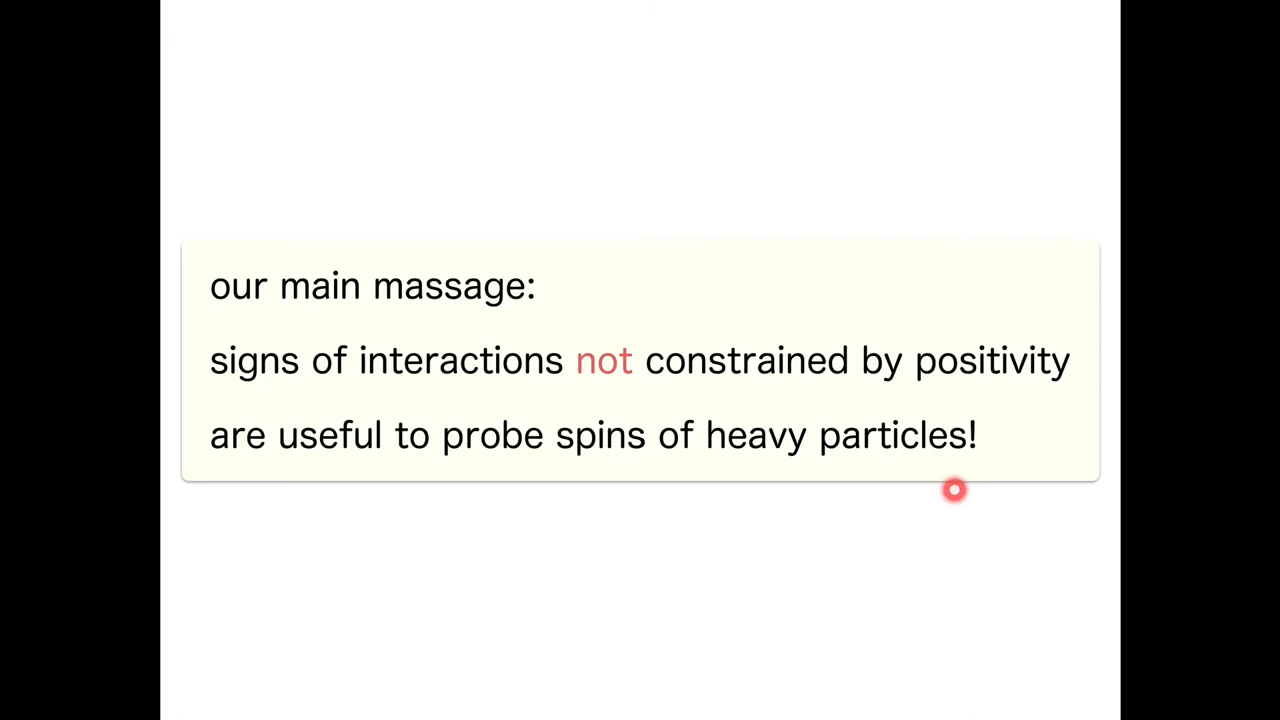 our main massage:
signs of interactions not constrained by positivity
are useful to probe spins of heavy particles!